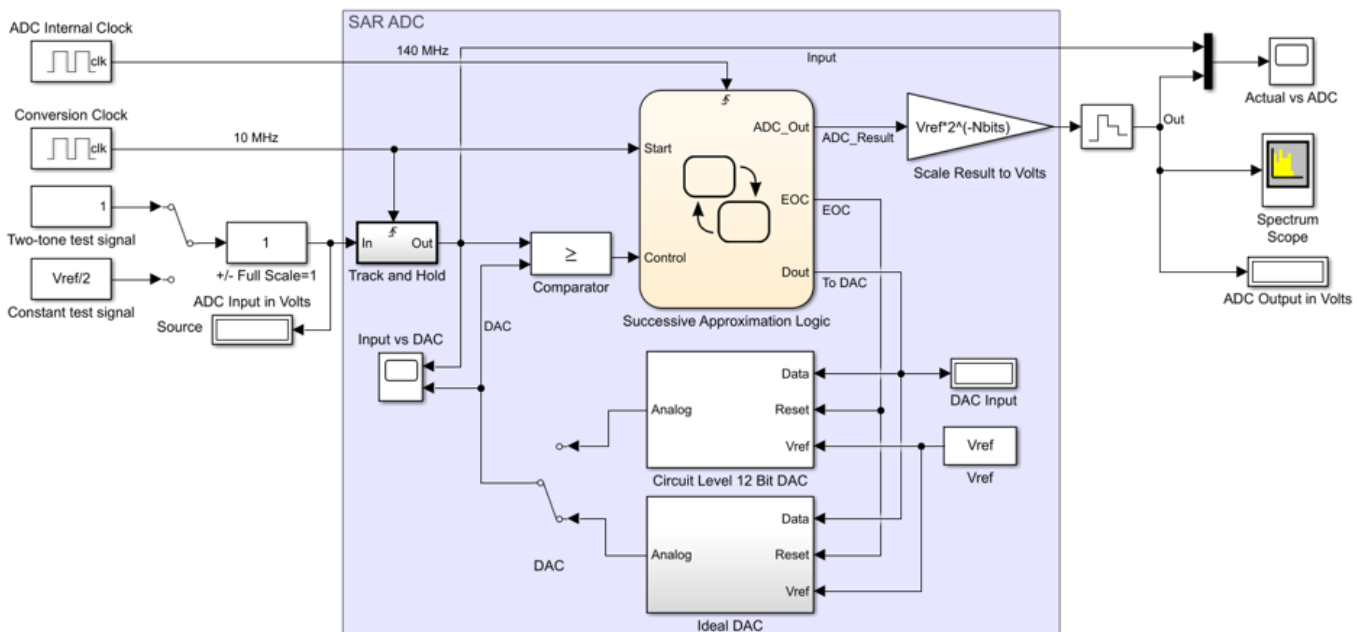 SAR ADC
ADC Internal Clock
clk
140 MHz
Input
Actual vs ADC
Conversion Clock
clk
10 MHz
Start
Control
ADC_Out
EOC
Dout
Successive Approximation Logic
ADC_Result
EOC
To DAC
Vref*2^(-Nbits)
Scale Result to Volts
Out
Spectrum
Scope
ADC Output in Volts
1
Two-tone test signal
Vref/2
Constant test signal
1
+/- Full Scale=1
ADC Input in Volts
Source
In
Out
Track and Hold
≥
Comparator
DAC
Input vs DAC
Data
Analog
Reset
Vref
Circuit Level 12 Bit DAC
DAC Input
Vref
Vref
Data
Analog
Reset
Vref
Ideal DAC
DAC